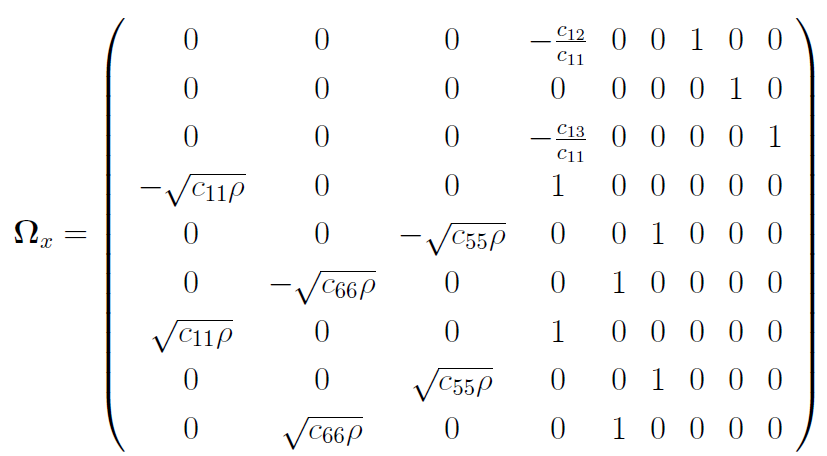 Ωₓ =
0 0 0 −c₁₂/c₁₁ 0 0 1 0 0
0 0 0 0 0 0 0 1 0
0 0 0 −c₁₃/c₁₁ 0 0 0 0 1
−√(c₁₁ρ) 0 0 1 0 0 0 0 0
0 0 −√(c₅₅ρ) 0 0 1 0 0 0
0 −√(c₆₆ρ) 0 0 1 0 0 0 0
√(c₁₁ρ) 0 0 1 0 0 0 0 0
0 0 √(c₅₅ρ) 0 0 1 0 0 0
0 √(c₆₆ρ) 0 0 1 0 0 0 0